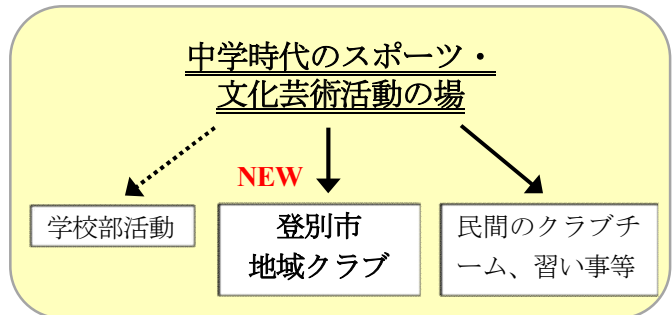 中学時代のスポーツ・
文化芸術活動の場
NEW
学校部活動
登別市
地域クラブ
民間のクラブチ
ーム、習い事等